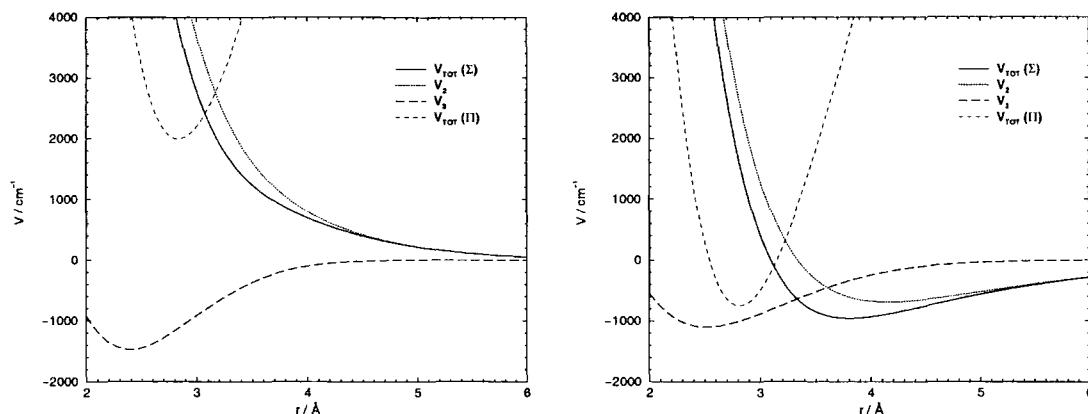 4000
3000
2000
1000
0
−1000
−2000
V / cm⁻¹
2
3
4
5
6
r / Å
V_TOT (Σ)
V_2
V_3
V_TOT (Π)
4000
3000
2000
1000
0
−1000
−2000
V / cm⁻¹
2
3
4
5
6
r / Å
V_TOT (Σ)
V_2
V_3
V_TOT (Π)